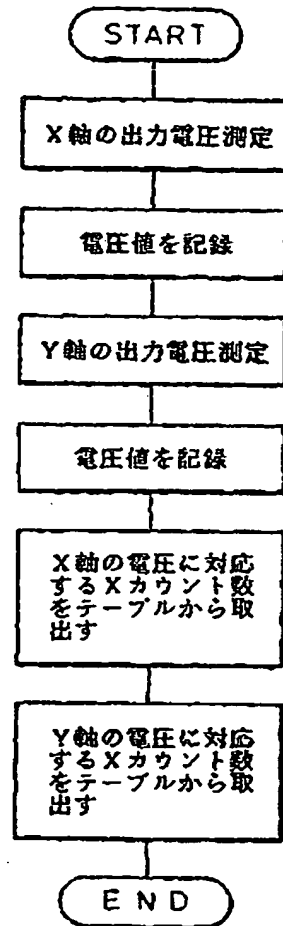 START
X軸の出力電圧測定
電圧値を記録
Y軸の出力電圧測定
電圧値を記録
X軸の電圧に対応
するXカウント数
をテーブルから取
出す
Y軸の電圧に対応
するXカウント数
をテーブルから取
出す
END